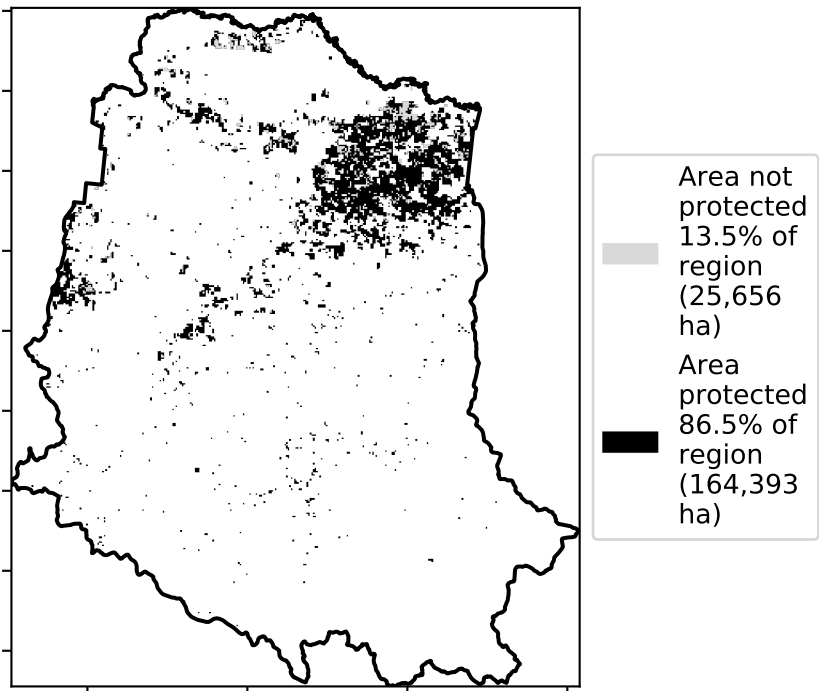 Area not
protected
13.5% of
region
(25,656
ha)
Area
protected
86.5% of
region
(164,393
ha)